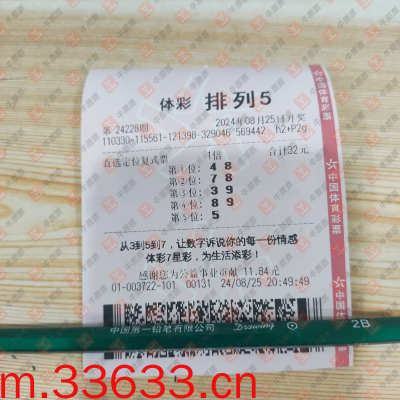 体彩 排列5
第 24228期 2024年08月25日开奖
110330-115561-121398-329046 569442 h2+P2g
直选定位复式票 1倍 合计32元
第1位: 4 8
第2位: 7 8
第3位: 3 9
第4位: 8 9
第5位: 5
从3到5到7，让数字诉说你的每一份情感
体彩7星彩，为生活添彩！
感谢您为公益事业贡献 11.84元
01-003722-101 00131 24/08/25 20:49:49
中国体育彩票
中国体育彩票
中国第一铅笔有限公司 Drawing 2B
m.33633.cn